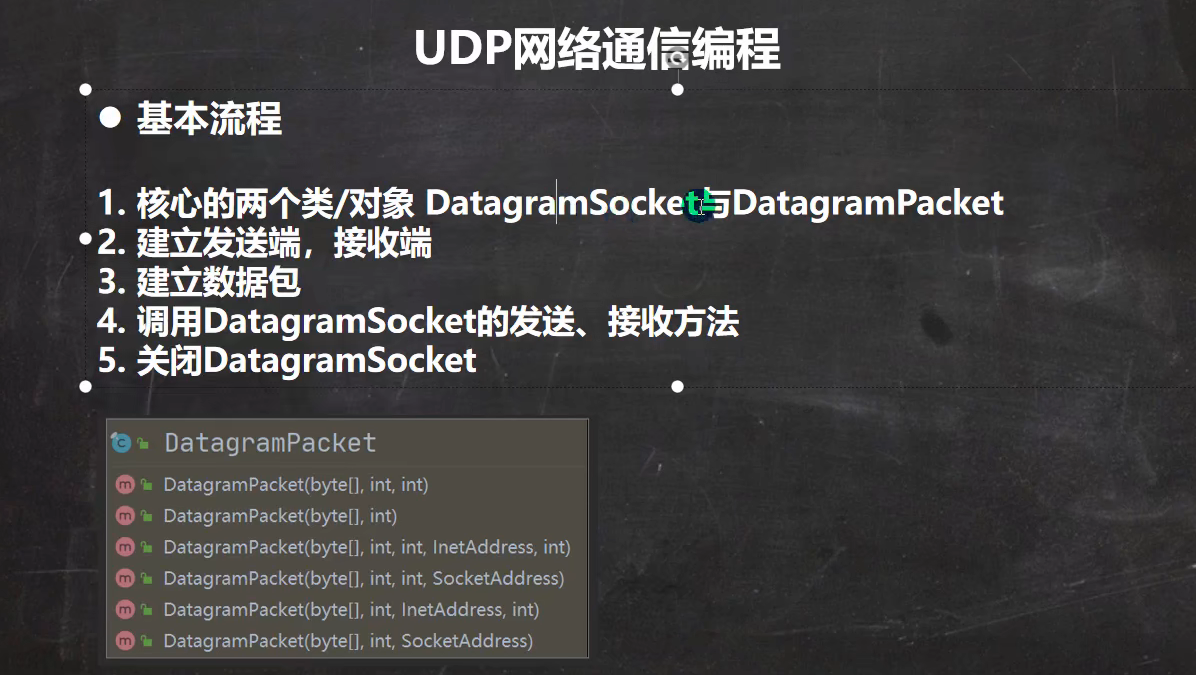 UDP网络通信编程
● 基本流程
1. 核心的两个类/对象 DatagramSocket与DatagramPacket
2. 建立发送端，接收端
3. 建立数据包
4. 调用DatagramSocket的发送、接收方法
5. 关闭DatagramSocket
DatagramPacket
DatagramPacket(byte[], int, int)
DatagramPacket(byte[], int)
DatagramPacket(byte[], int, int, InetAddress, int)
DatagramPacket(byte[], int, int, SocketAddress)
DatagramPacket(byte[], int, InetAddress, int)
DatagramPacket(byte[], int, SocketAddress)